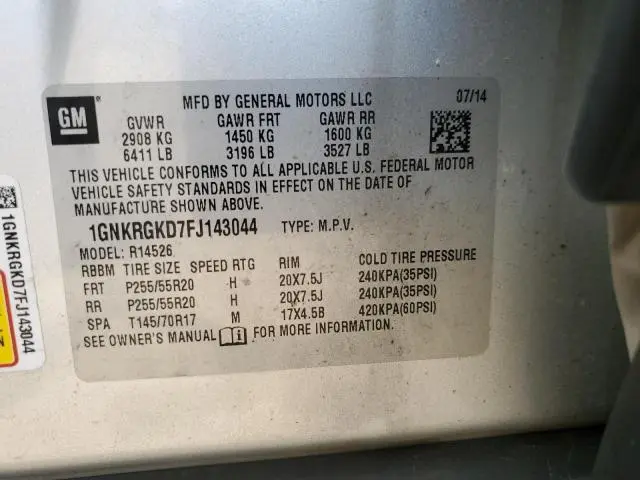 GM
MFD BY GENERAL MOTORS LLC 07/14
GVWR GAWR FRT GAWR RR
2908 KG 1450 KG 1600 KG
6411 LB 3196 LB 3527 LB
THIS VEHICLE CONFORMS TO ALL APPLICABLE U.S. FEDERAL MOTOR
VEHICLE SAFETY STANDARDS IN EFFECT ON THE DATE OF
MANUFACTURE SHOWN ABOVE.
1GNKRGKD7FJ143044 TYPE: M.P.V.
MODEL: R14526
RBBM TIRE SIZE SPEED RTG RIM COLD TIRE PRESSURE
FRT P255/55R20 H 20X7.5J 240KPA(35PSI)
RR P255/55R20 H 20X7.5J 240KPA(35PSI)
SPA T145/70R17 M 17X4.5B 420KPA(60PSI)
SEE OWNER'S MANUAL FOR MORE INFORMATION
1GNKRGKD7FJ143044